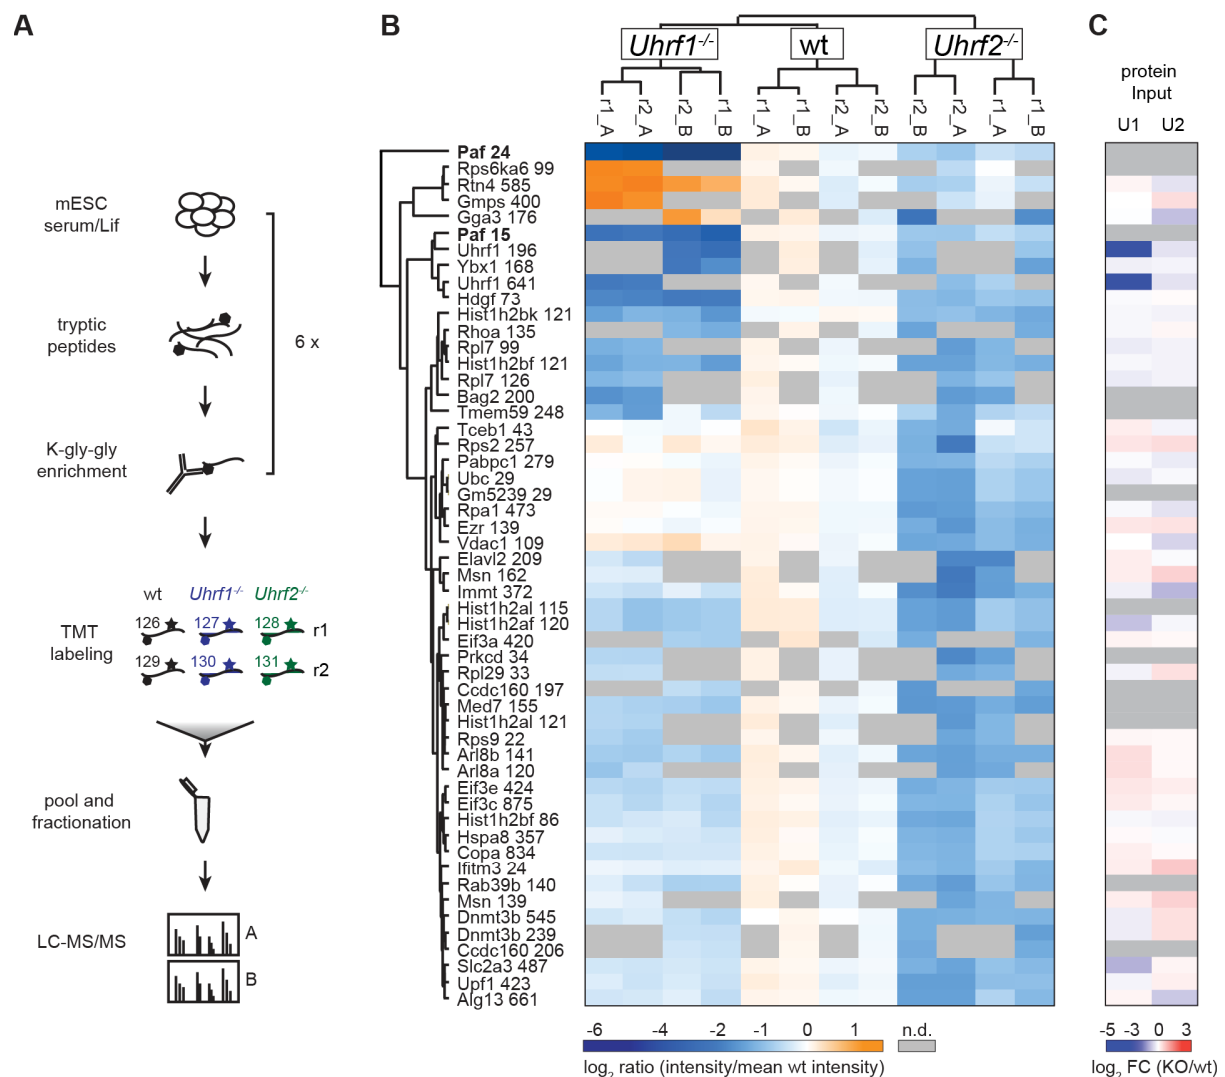 A
B
C
mESC
serum/Lif
tryptic
peptides
6 x
K-gly-gly
enrichment
wt
Uhrf1-/-
Uhrf2-/-
TMT
labeling
126
127
128
r1
129
130
131
r2
pool and
fractionation
LC-MS/MS
A
B
Uhrf1-/-
wt
Uhrf2-/-
r1_A
r2_A
r2_B
r1_B
r1_A
r1_B
r2_A
r2_B
r2_B
r2_A
r1_A
r1_B
Paf 24
Rps6ka6 99
Rtn4 585
Gmps 400
Gga3 176
Paf 15
Uhrf1 196
Ybx1 168
Uhrf1 641
Hdgf 73
Hist1h2bk 121
Rhoa 135
Rpl7 99
Hist1h2bf 121
Rpl7 126
Bag2 200
Tmem59 248
Tceb1 43
Rps2 257
Pabpc1 279
Ubc 29
Gm5239 29
Rpa1 473
Ezr 139
Vdac1 109
Elavl2 209
Msn 162
Immt 372
Hist1h2al 115
Hist1h2af 120
Eif3a 420
Prkcd 34
Rpl29 33
Ccdc160 197
Med7 155
Hist1h2al 121
Rps9 22
Arl8b 141
Arl8a 120
Eif3e 424
Eif3c 875
Hist1h2bf 86
Hspa8 357
Copa 834
Ifitm3 24
Rab39b 140
Msn 139
Dnmt3b 545
Dnmt3b 239
Ccdc160 206
Slc2a3 487
Upf1 423
Alg13 661
-6 -4 -2 -1 0 1
n.d.
log2 ratio (intensity/mean wt intensity)
protein
Input
U1 U2
-5 -3 0 3
log2 FC (KO/wt)